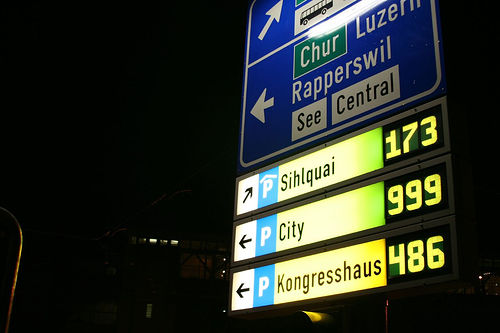 Luzern
Chur
Rapperswil
See Central
P Sihlquai 173
P City 999
P Kongresshaus 486